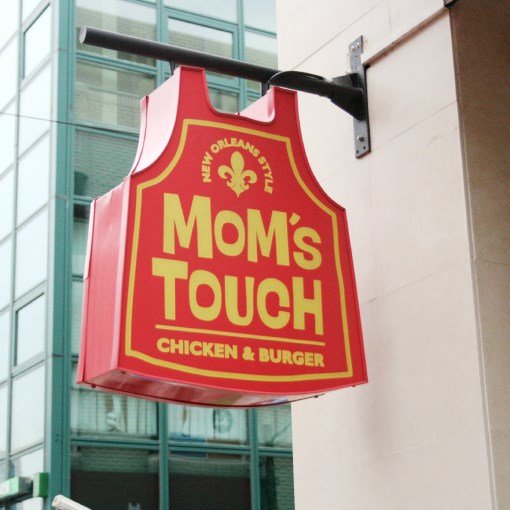 NEW ORLEANS STYLE
MOM'S
TOUCH
CHICKEN & BURGER